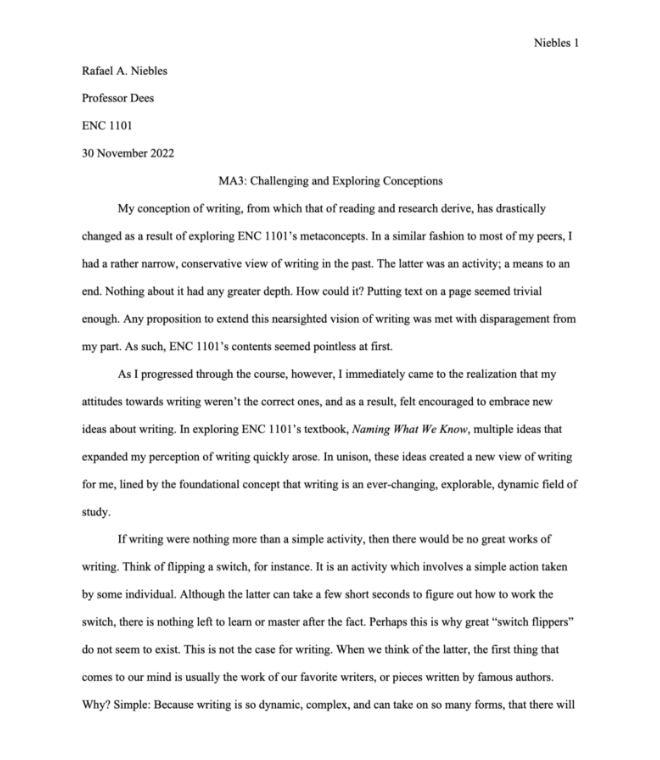 Niebles 1
Rafael A. Niebles
Professor Dees
ENC 1101
30 November 2022
MA3: Challenging and Exploring Conceptions
My conception of writing, from which that of reading and research derive, has drastically
changed as a result of exploring ENC 1101’s metaconcepts. In a similar fashion to most of my peers, I
had a rather narrow, conservative view of writing in the past. The latter was an activity; a means to an
end. Nothing about it had any greater depth. How could it? Putting text on a page seemed trivial
enough. Any proposition to extend this nearsighted vision of writing was met with disparagement from
my part. As such, ENC 1101’s contents seemed pointless at first.
As I progressed through the course, however, I immediately came to the realization that my
attitudes towards writing weren’t the correct ones, and as a result, felt encouraged to embrace new
ideas about writing. In exploring ENC 1101’s textbook, Naming What We Know, multiple ideas that
expanded my perception of writing quickly arose. In unison, these ideas created a new view of writing
for me, lined by the foundational concept that writing is an ever-changing, explorable, dynamic field of
study.
If writing were nothing more than a simple activity, then there would be no great works of
writing. Think of flipping a switch, for instance. It is an activity which involves a simple action taken
by some individual. Although the latter can take a few short seconds to figure out how to work the
switch, there is nothing left to learn or master after the fact. Perhaps this is why great “switch flippers”
do not seem to exist. This is not the case for writing. When we think of the latter, the first thing that
comes to our mind is usually the work of our favorite writers, or pieces written by famous authors.
Why? Simple: Because writing is so dynamic, complex, and can take on so many forms, that there will